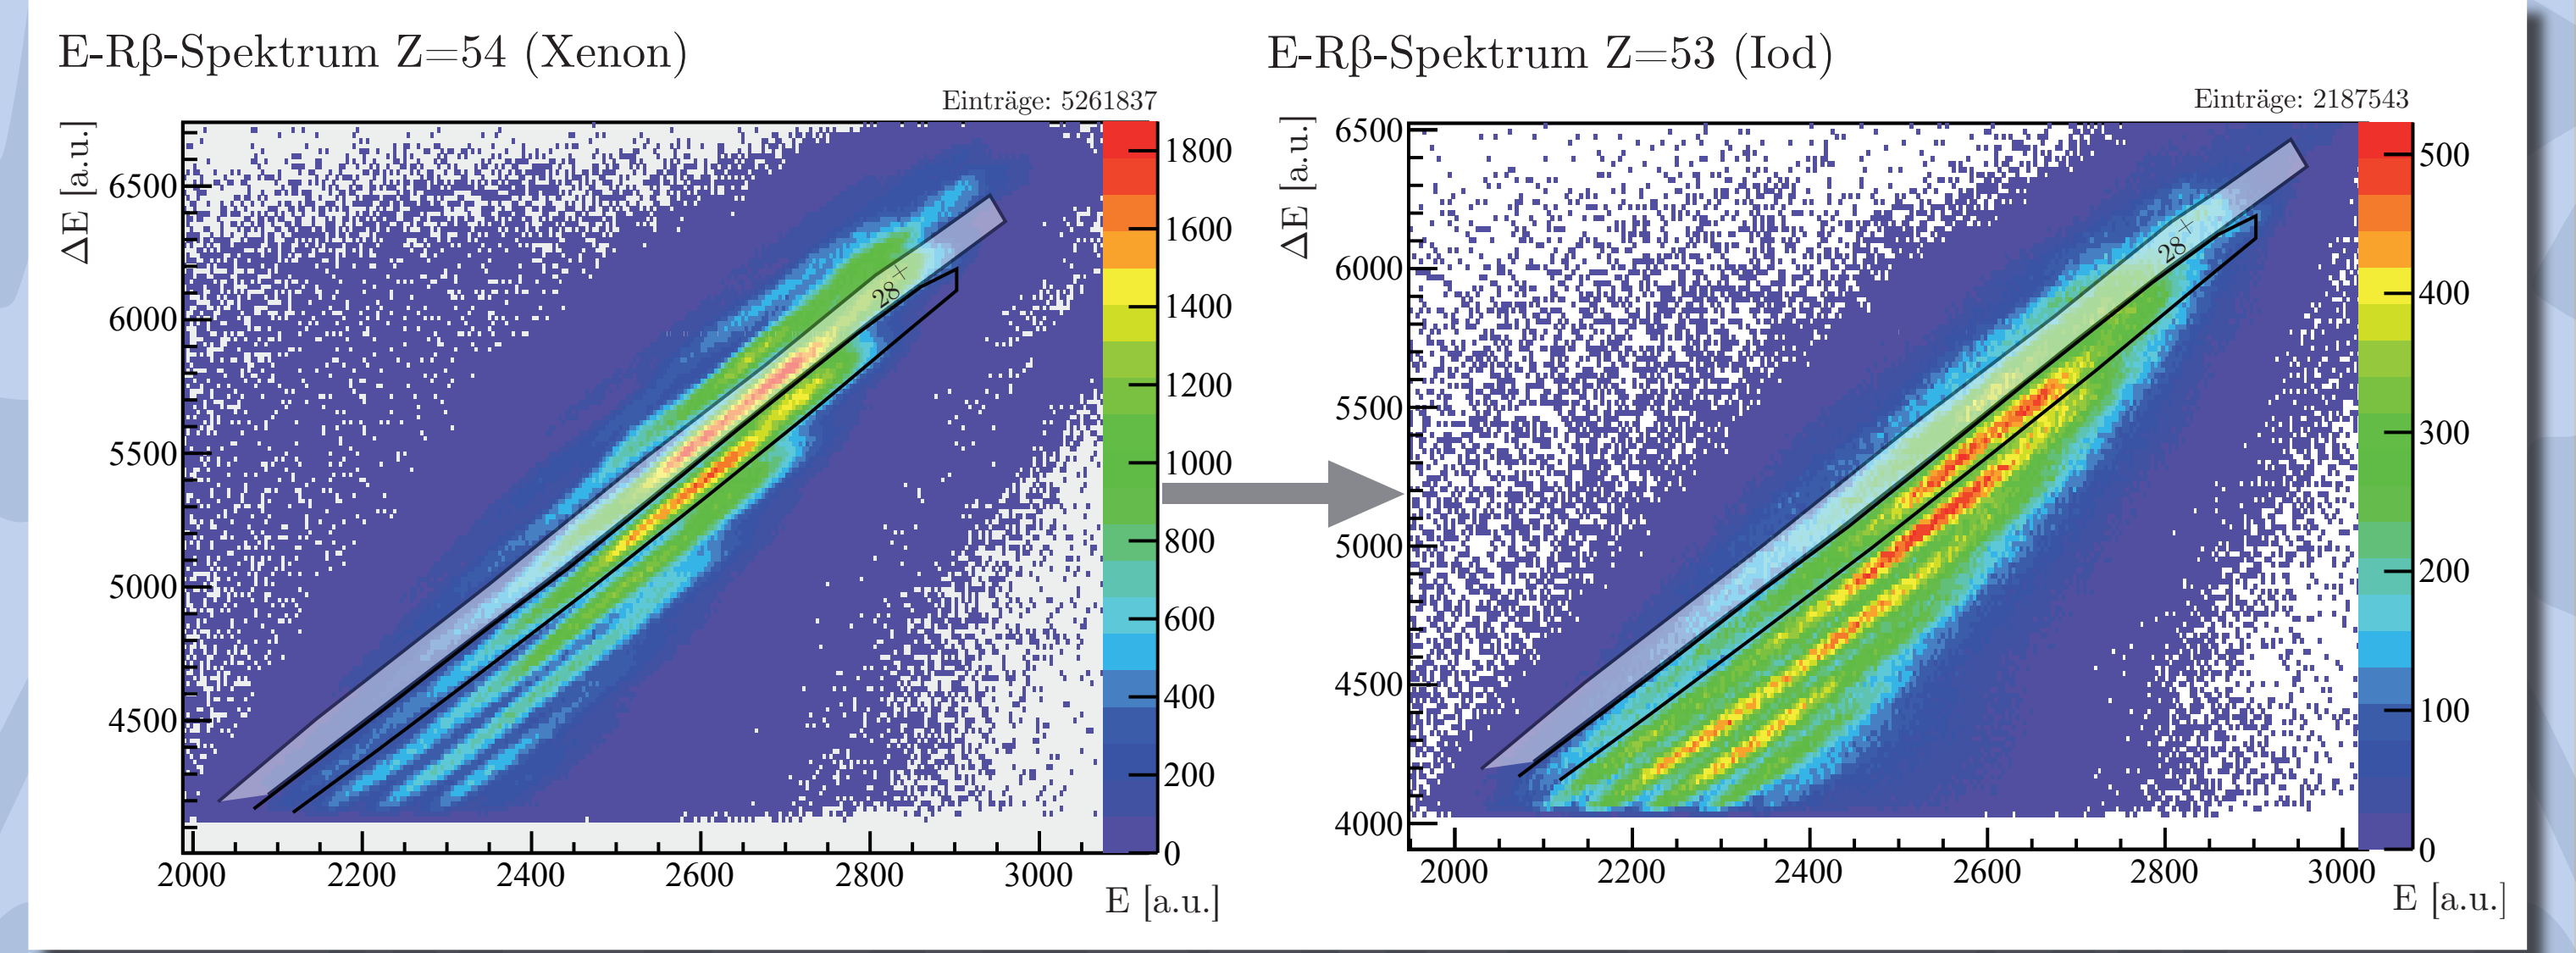 E-Rβ-Spektrum Z=54 (Xenon)
Einträge: 5261837
ΔE [a.u.]
6500
6000
5500
5000
4500
28+
2000 2200 2400 2600 2800 3000
E [a.u.]
1800
1600
1400
1200
1000
800
600
400
200
0
E-Rβ-Spektrum Z=53 (Iod)
Einträge: 2187543
ΔE [a.u.]
6500
6000
5500
5000
4500
4000
28+
2000 2200 2400 2600 2800 3000
E [a.u.]
500
400
300
200
100
0